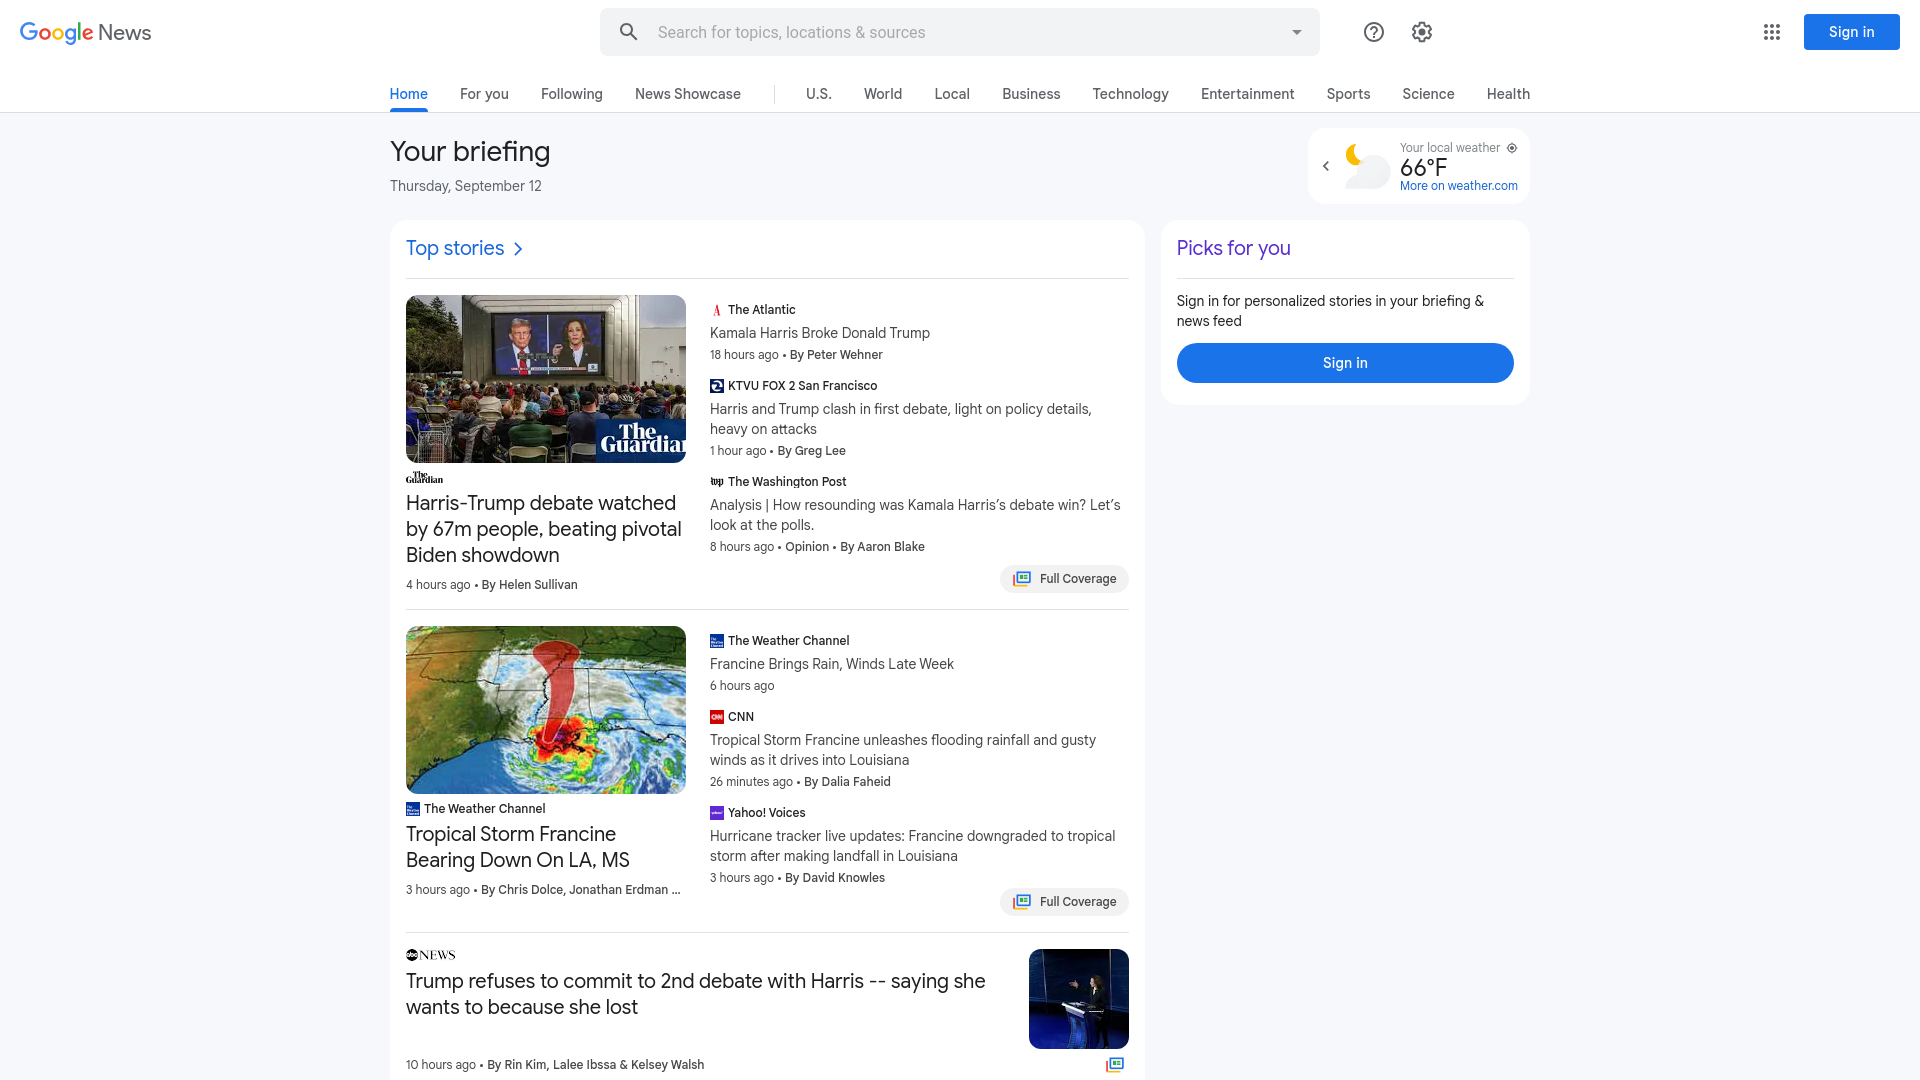 Google News
Search for topics, locations & sources
Sign in
Home
For you
Following
News Showcase
U.S.
World
Local
Business
Technology
Entertainment
Sports
Science
Health
Your briefing
Thursday, September 12
Your local weather
66°F
More on weather.com
Top stories
The Guardian
The Guardian
Harris-Trump debate watched
by 67m people, beating pivotal
Biden showdown
4 hours ago • By Helen Sullivan
The Atlantic
Kamala Harris Broke Donald Trump
18 hours ago • By Peter Wehner
KTVU FOX 2 San Francisco
Harris and Trump clash in first debate, light on policy details,
heavy on attacks
1 hour ago • By Greg Lee
The Washington Post
Analysis | How resounding was Kamala Harris’s debate win? Let’s
look at the polls.
8 hours ago • Opinion • By Aaron Blake
Full Coverage
The Weather Channel
Tropical Storm Francine
Bearing Down On LA, MS
3 hours ago • By Chris Dolce, Jonathan Erdman ...
The Weather Channel
Francine Brings Rain, Winds Late Week
6 hours ago
CNN
Tropical Storm Francine unleashes flooding rainfall and gusty
winds as it drives into Louisiana
26 minutes ago • By Dalia Faheid
Yahoo! Voices
Hurricane tracker live updates: Francine downgraded to tropical
storm after making landfall in Louisiana
3 hours ago • By David Knowles
Full Coverage
abc NEWS
Trump refuses to commit to 2nd debate with Harris -- saying she
wants to because she lost
10 hours ago • By Rin Kim, Lalee Ibssa & Kelsey Walsh
Picks for you
Sign in for personalized stories in your briefing &
news feed
Sign in